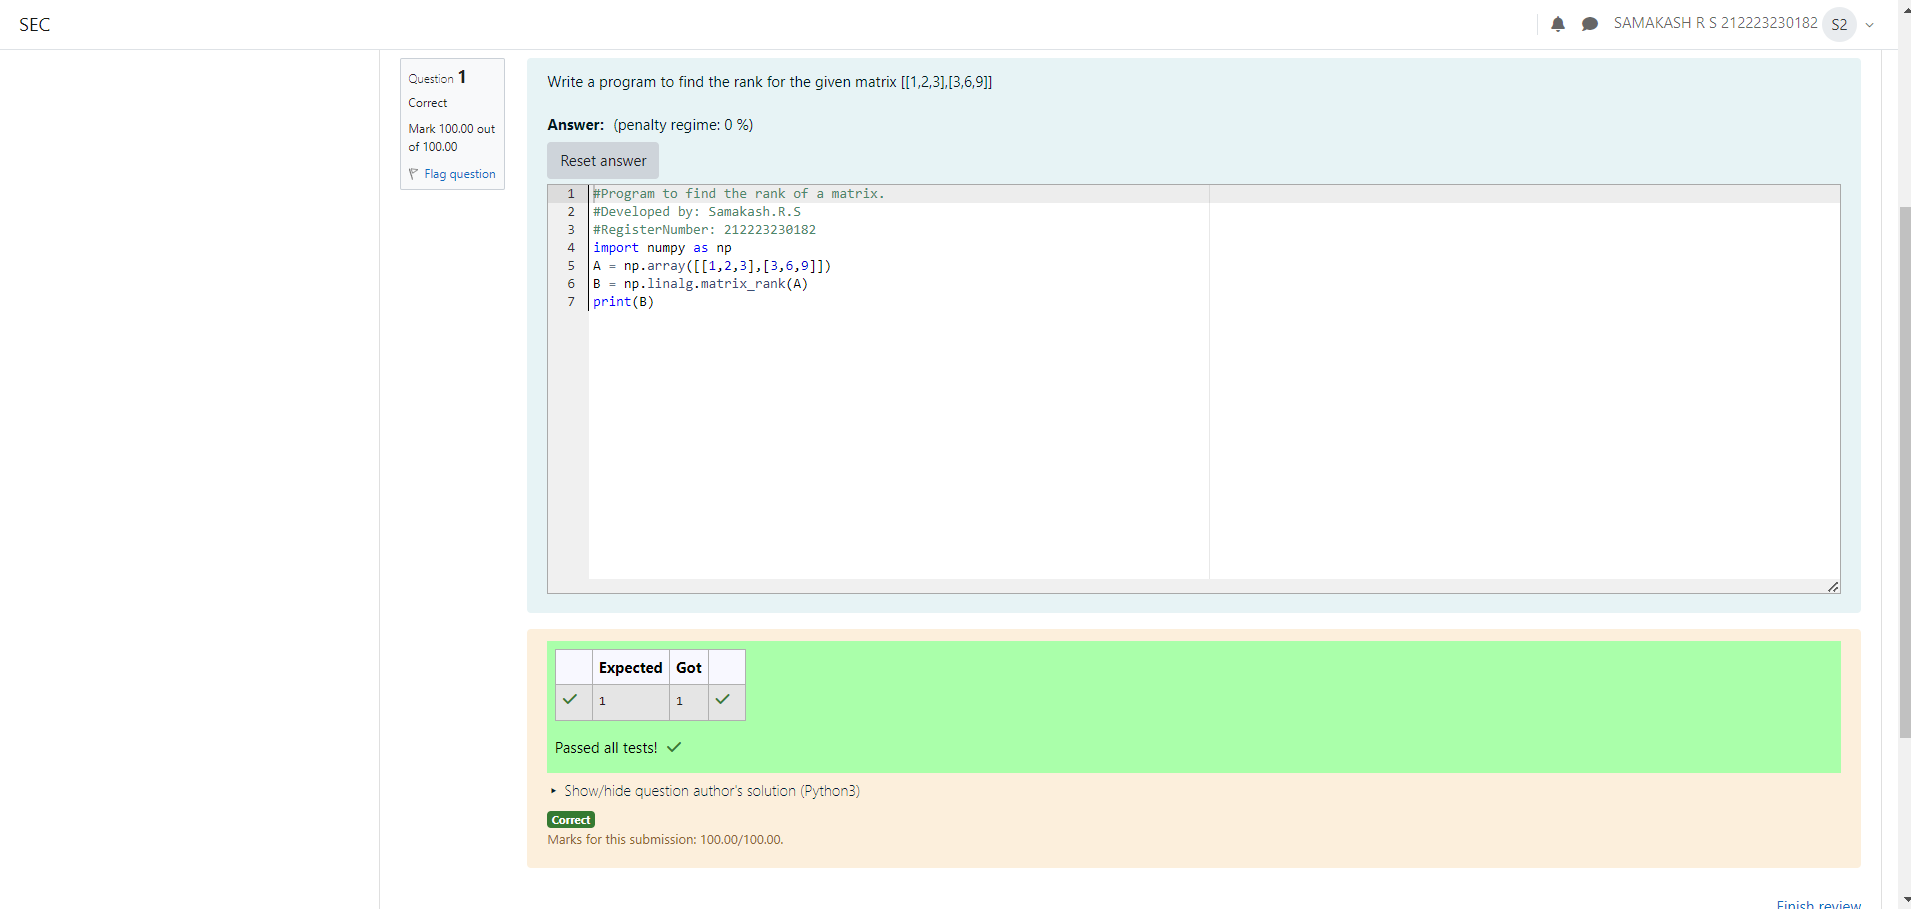 SEC
SAMAKASH R S 212223230182 S2
Question 1
Correct
Mark 100.00 out
of 100.00
Flag question
Write a program to find the rank for the given matrix [[1,2,3],[3,6,9]]
Answer: (penalty regime: 0 %)
Reset answer
1 #Program to find the rank of a matrix.
2 #Developed by: Samakash.R.S
3 #RegisterNumber: 212223230182
4 import numpy as np
5 A = np.array([[1,2,3],[3,6,9]])
6 B = np.linalg.matrix_rank(A)
7 print(B)
Expected Got
1 1
Passed all tests!
Show/hide question author's solution (Python3)
Correct
Marks for this submission: 100.00/100.00.
Finish review